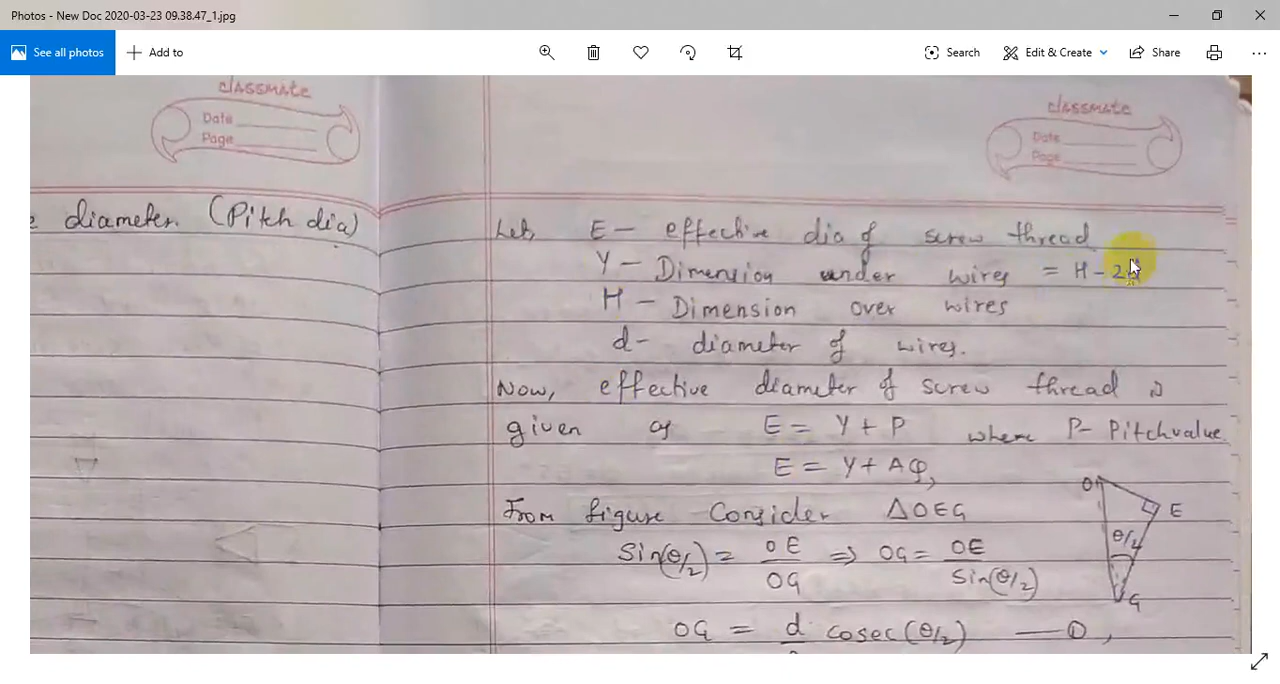 Photos - New Doc 2020-03-23 09.38.47_1.jpg
See all photos
Add to
Search
Edit & Create
Share
classmate
Date
Page
diameter. (Pitch dia)
classmate
Date
Page
Let, E - effective dia of screw thread
Y - Dimension under wires = H - 2d
H - Dimension over wires
d - diameter of wires.
Now, effective diameter of screw thread is
given as E = Y + P where P - Pitch value
E = Y + AQ,
From figure Consider ΔOEG
Sin(θ/2) = OE/OG ⇒ OG = OE/Sin(θ/2)
O
E
θ/2
G
OG = d cosec(θ/2) — ①,